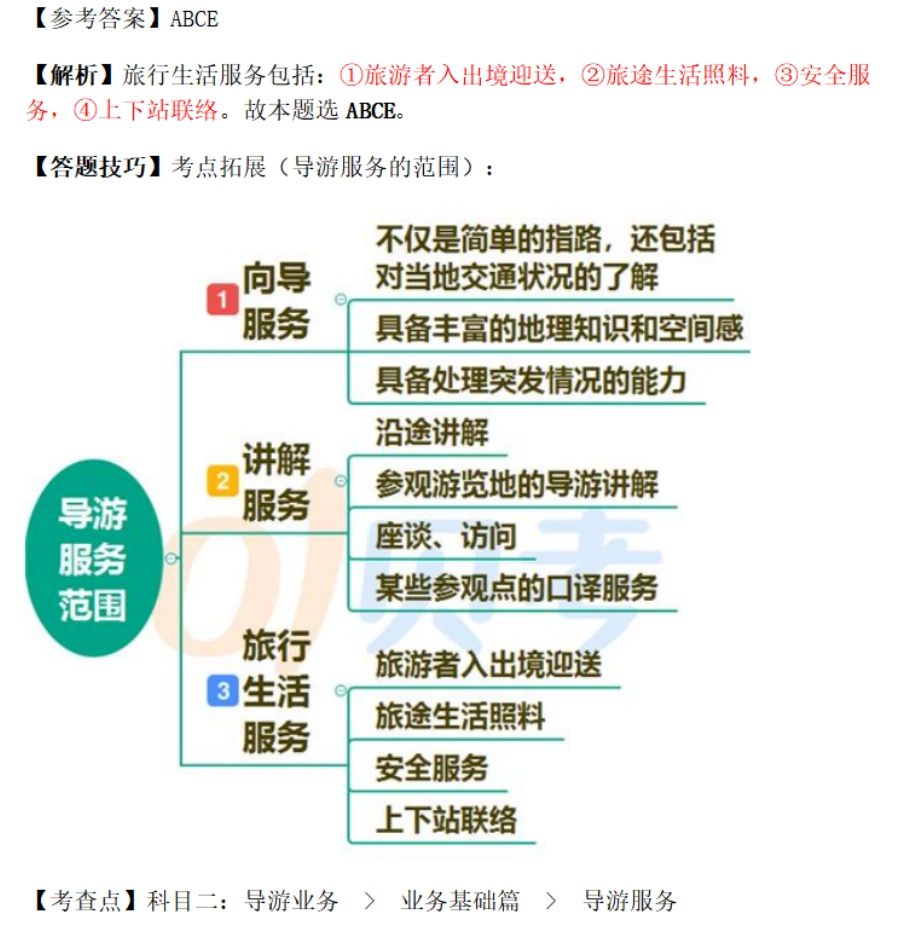 【参考答案】ABCE
【解析】旅行生活服务包括：①旅游者入出境迎送，②旅途生活照料，③安全服
务，④上下站联络。故本题选 ABCE。
【答题技巧】考点拓展（导游服务的范围）：
导游
服务
范围
1
向导
服务
不仅是简单的指路，还包括
对当地交通状况的了解
具备丰富的地理知识和空间感
具备处理突发情况的能力
2
讲解
服务
沿途讲解
参观游览地的导游讲解
座谈、访问
某些参观点的口译服务
3
旅行
生活
服务
旅游者入出境迎送
旅途生活照料
安全服务
上下站联络
01贝考
【考查点】科目二：导游业务 > 业务基础篇 > 导游服务